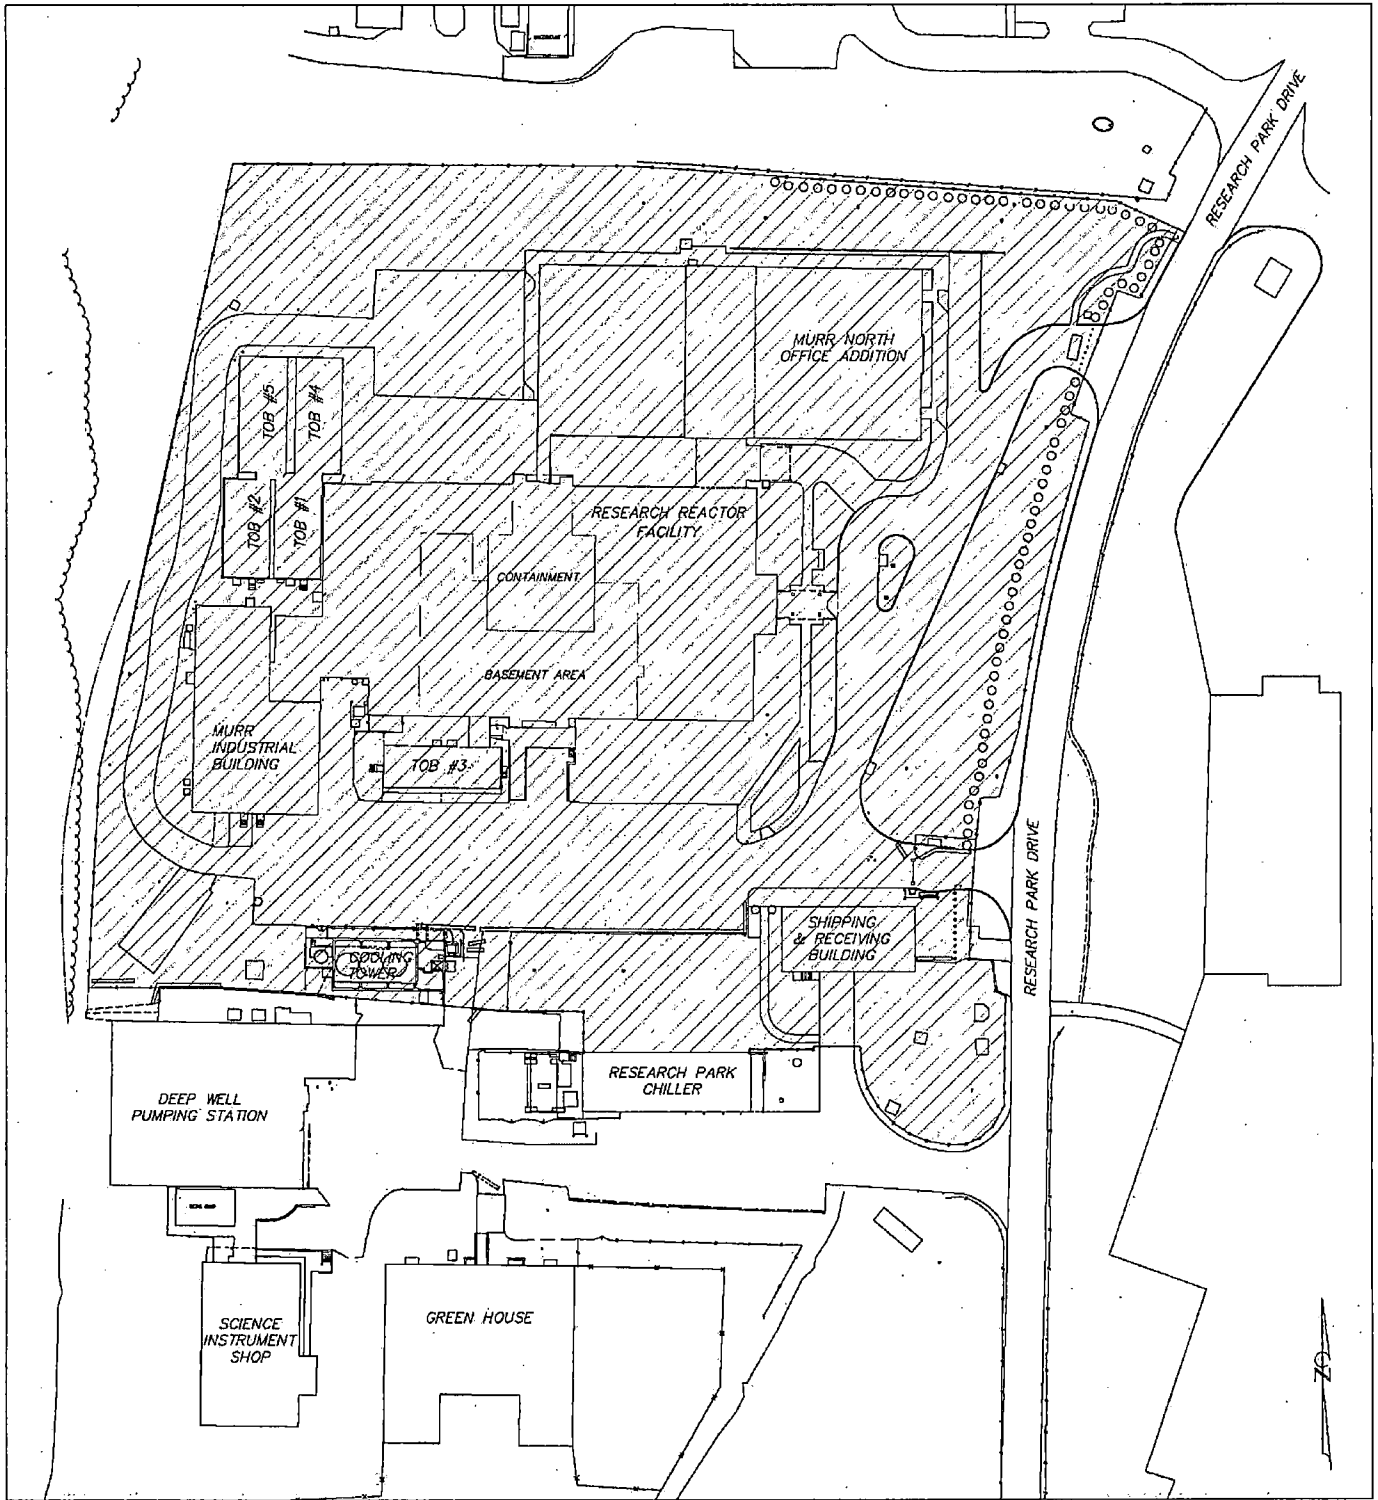 RESEARCH PARK DRIVE
MURR NORTH
OFFICE ADDITION
TOB #5
TOB #4
TOB #2
TOB #1
RESEARCH REACTOR
FACILITY
CONTAINMENT
BASEMENT AREA
MURR
INDUSTRIAL
BUILDING
TOB #3
RESEARCH PARK DRIVE
SHIPPING
& RECEIVING
BUILDING
COOLING
TOWER
RESEARCH PARK
CHILLER
DEEP WELL
PUMPING STATION
GREEN HOUSE
SCIENCE
INSTRUMENT
SHOP
N